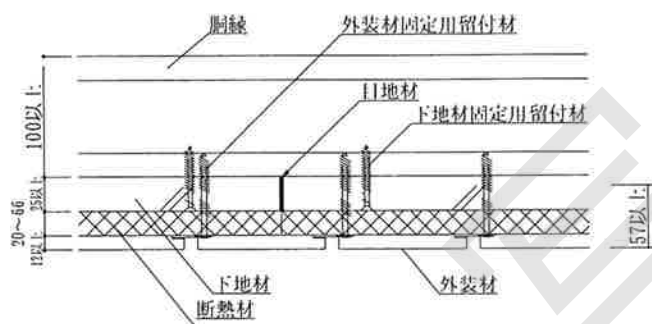 胴縁
外装材固定用留付材
目地材
下地材固定用留付材
100以上
25以上
20～66
12以上
57以上
下地材
外装材
断熱材